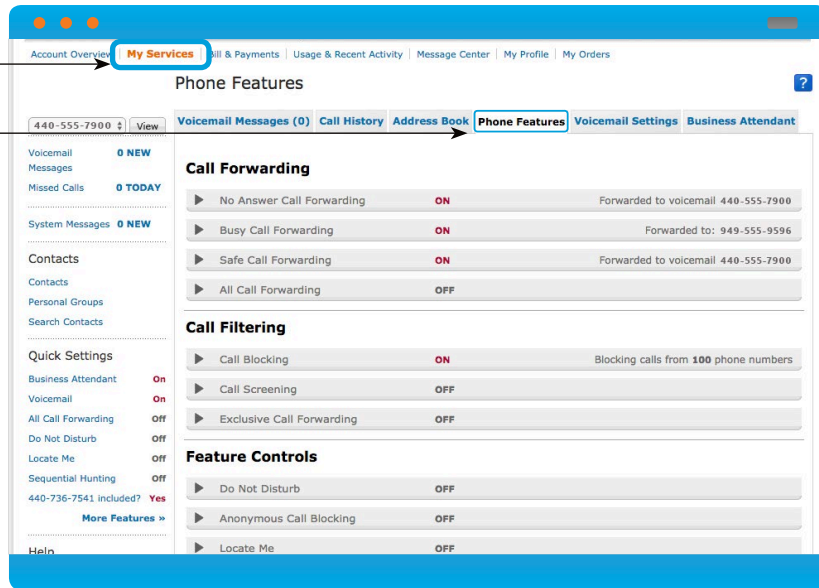 Account Overview My Services Bill & Payments Usage & Recent Activity Message Center My Profile My Orders
Phone Features
?
440-555-7900 View
Voicemail Messages (0) Call History Address Book Phone Features Voicemail Settings Business Attendant
Voicemail Messages 0 NEW
Missed Calls 0 TODAY
System Messages 0 NEW
Contacts
Contacts
Personal Groups
Search Contacts
Quick Settings
Business Attendant On
Voicemail On
All Call Forwarding Off
Do Not Disturb Off
Locate Me Off
Sequential Hunting Off
440-736-7541 included? Yes
More Features »
Help
Call Forwarding
No Answer Call Forwarding ON Forwarded to voicemail 440-555-7900
Busy Call Forwarding ON Forwarded to: 949-555-9596
Safe Call Forwarding ON Forwarded to voicemail 440-555-7900
All Call Forwarding OFF
Call Filtering
Call Blocking ON Blocking calls from 100 phone numbers
Call Screening OFF
Exclusive Call Forwarding OFF
Feature Controls
Do Not Disturb OFF
Anonymous Call Blocking OFF
Locate Me OFF